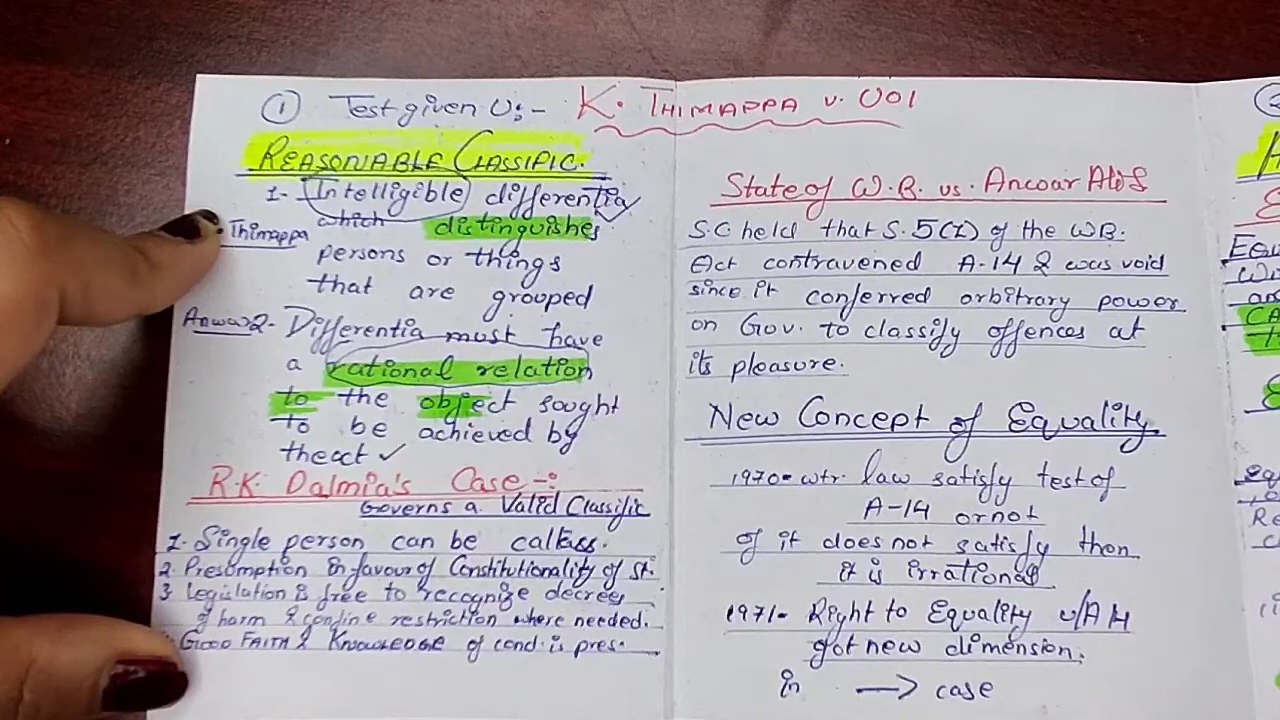 ① Test given U:- K. THIMAPPA v. UOI
REASONABLE CLASSIFIC.
1- Intelligible differentia
which distinguishes
Thimappa
persons or things
that are grouped
Anwar 2- Differentia must have
a rational relation
to the object sought
to be achieved by
the act ✓
R.K. Dalmia's Case -:
Governs a Valid Classific
1. Single person can be
2. Presumption in favour of Constitutionality of St.
3 Legislation is free to recognize decrees
of harm & confine restriction where needed.
GOOD FAITH & KNOWLEDGE of cond. is pres.
State of W.B. vs. Anwar Ali S
S.C held that S. 5(1) of the WB.
Act contravened A-14 & was void
since it conferred arbitrary power
on Gov. to classify offences at
its pleasure.
New Concept of Equality
1970- wtr. law satisfy test of
A-14 or not
if it does not satisfy then
it is irrational
1971- Right to Equality u/A 14
got new dimension.
in → case